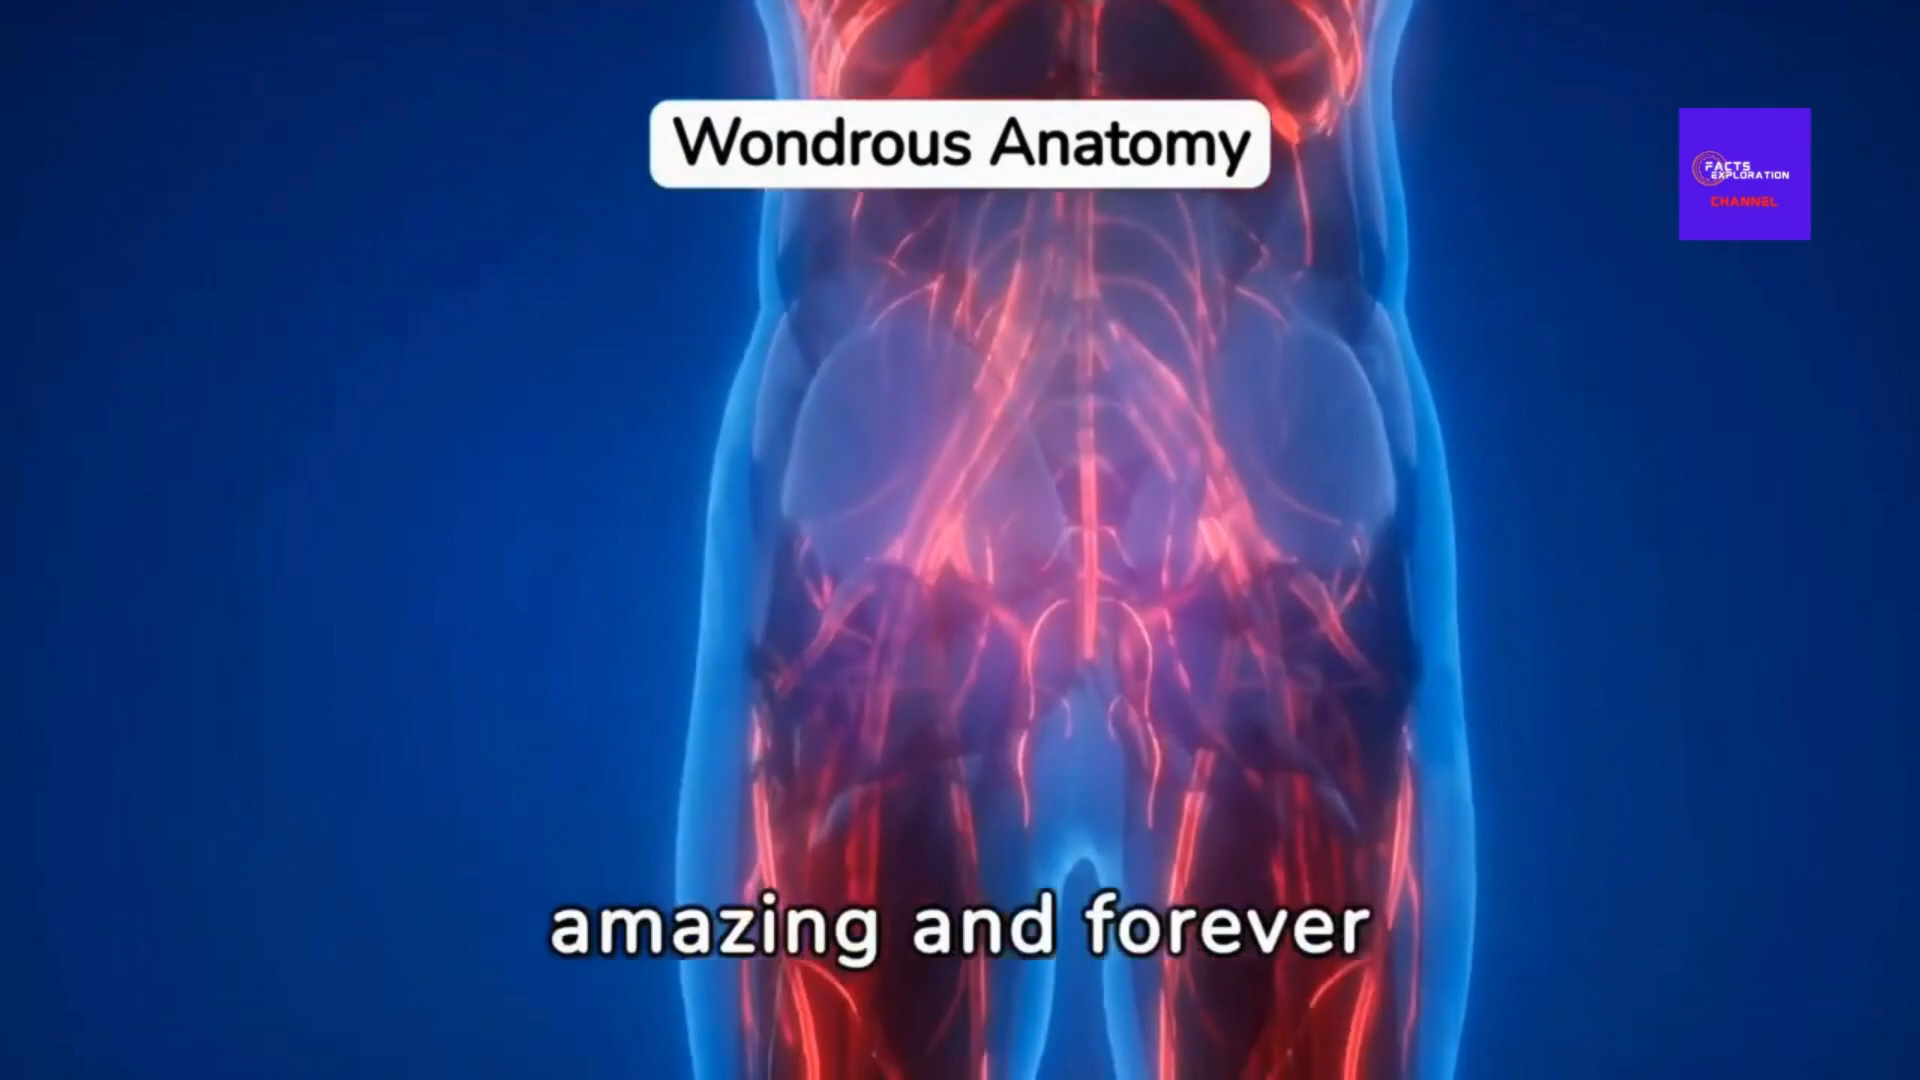 Wondrous Anatomy
FACTS
EXPLORATION
CHANNEL
amazing and forever